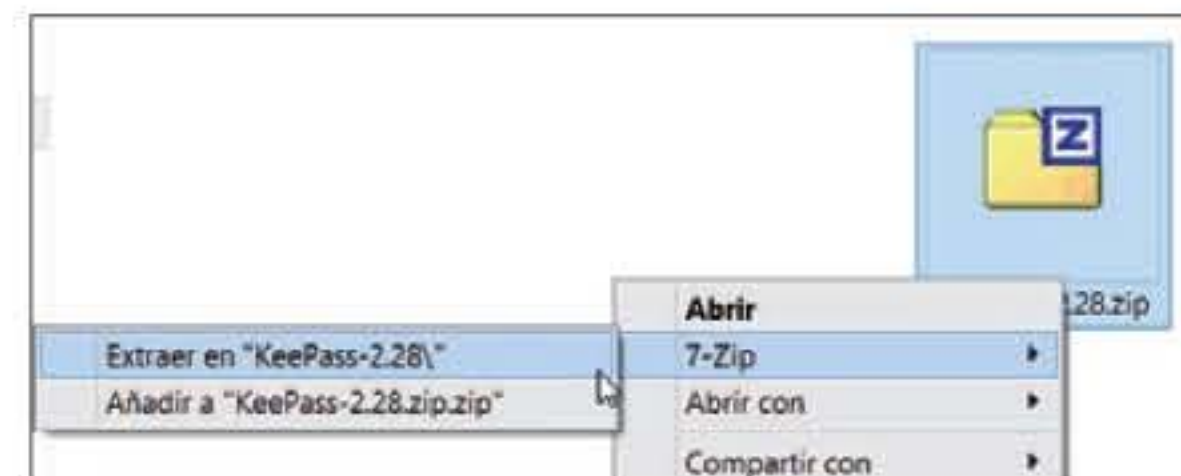 28.zip
Abrir
Extraer en "KeePass-2.28\"
7-Zip
Añadir a "KeePass-2.28.zip.zip"
Abrir con
Compartir con